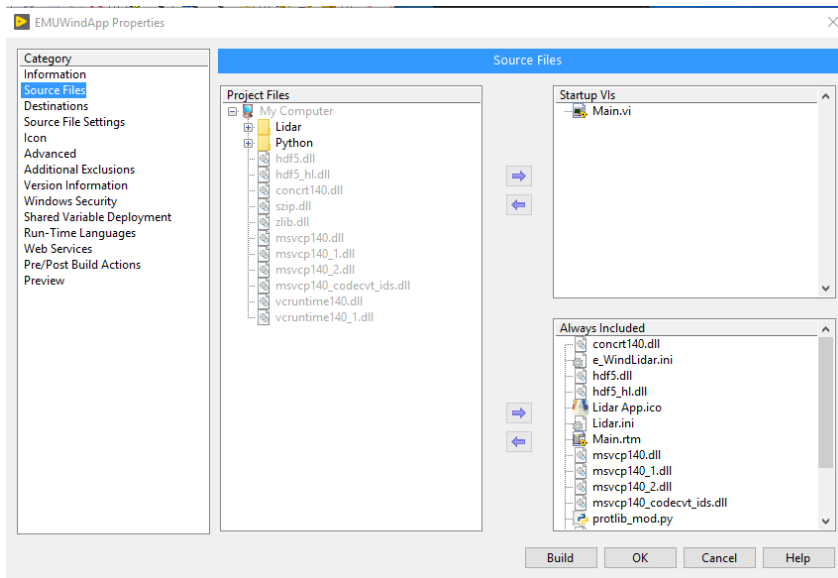 EMUWindApp Properties
Category
Information
Source Files
Destinations
Source File Settings
Icon
Advanced
Additional Exclusions
Version Information
Windows Security
Shared Variable Deployment
Run-Time Languages
Web Services
Pre/Post Build Actions
Preview
Source Files
Project Files
My Computer
Lidar
Python
hdf5.dll
hdf5_hl.dll
concrt140.dll
szip.dll
zlib.dll
msvcp140.dll
msvcp140_1.dll
msvcp140_2.dll
msvcp140_codecvt_ids.dll
vcruntime140.dll
vcruntime140_1.dll
Startup VIs
Main.vi
Always Included
concrt140.dll
e_WindLidar.ini
hdf5.dll
hdf5_hl.dll
Lidar App.ico
Lidar.ini
Main.rtm
msvcp140.dll
msvcp140_1.dll
msvcp140_2.dll
msvcp140_codecvt_ids.dll
protlib_mod.py
Build
OK
Cancel
Help